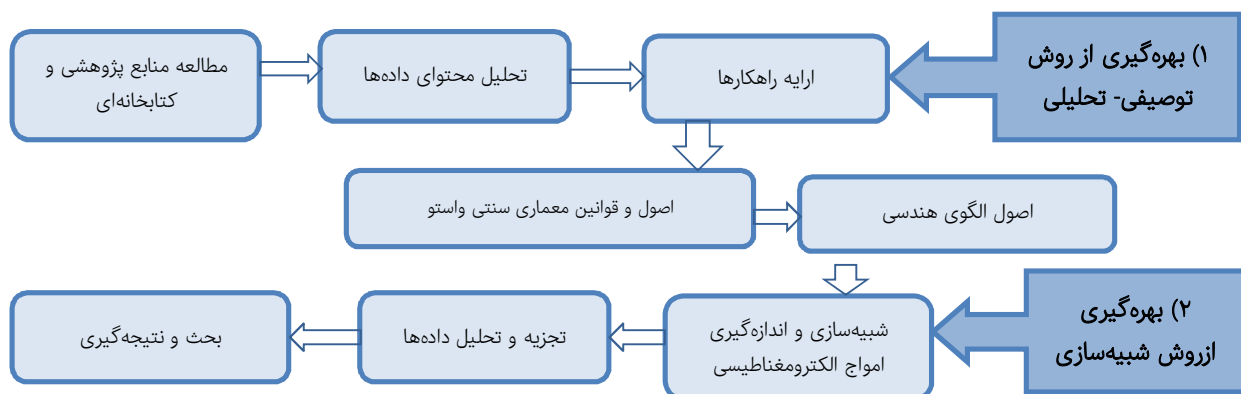 ۱) بهره‌گیری از روش
توصیفی- تحلیلی
ارایه راهکارها
تحلیل محتوای داده‌ها
مطالعه منابع پژوهشی و
کتابخانه‌ای
اصول و قوانین معماری سنتی واستو
اصول الگوی هندسی
۲) بهره‌گیری
ازروش شبیه‌سازی
شبیه‌سازی و اندازه‌گیری
امواج الکترومغناطیسی
تجزیه و تحلیل داده‌ها
بحث و نتیجه‌گیری